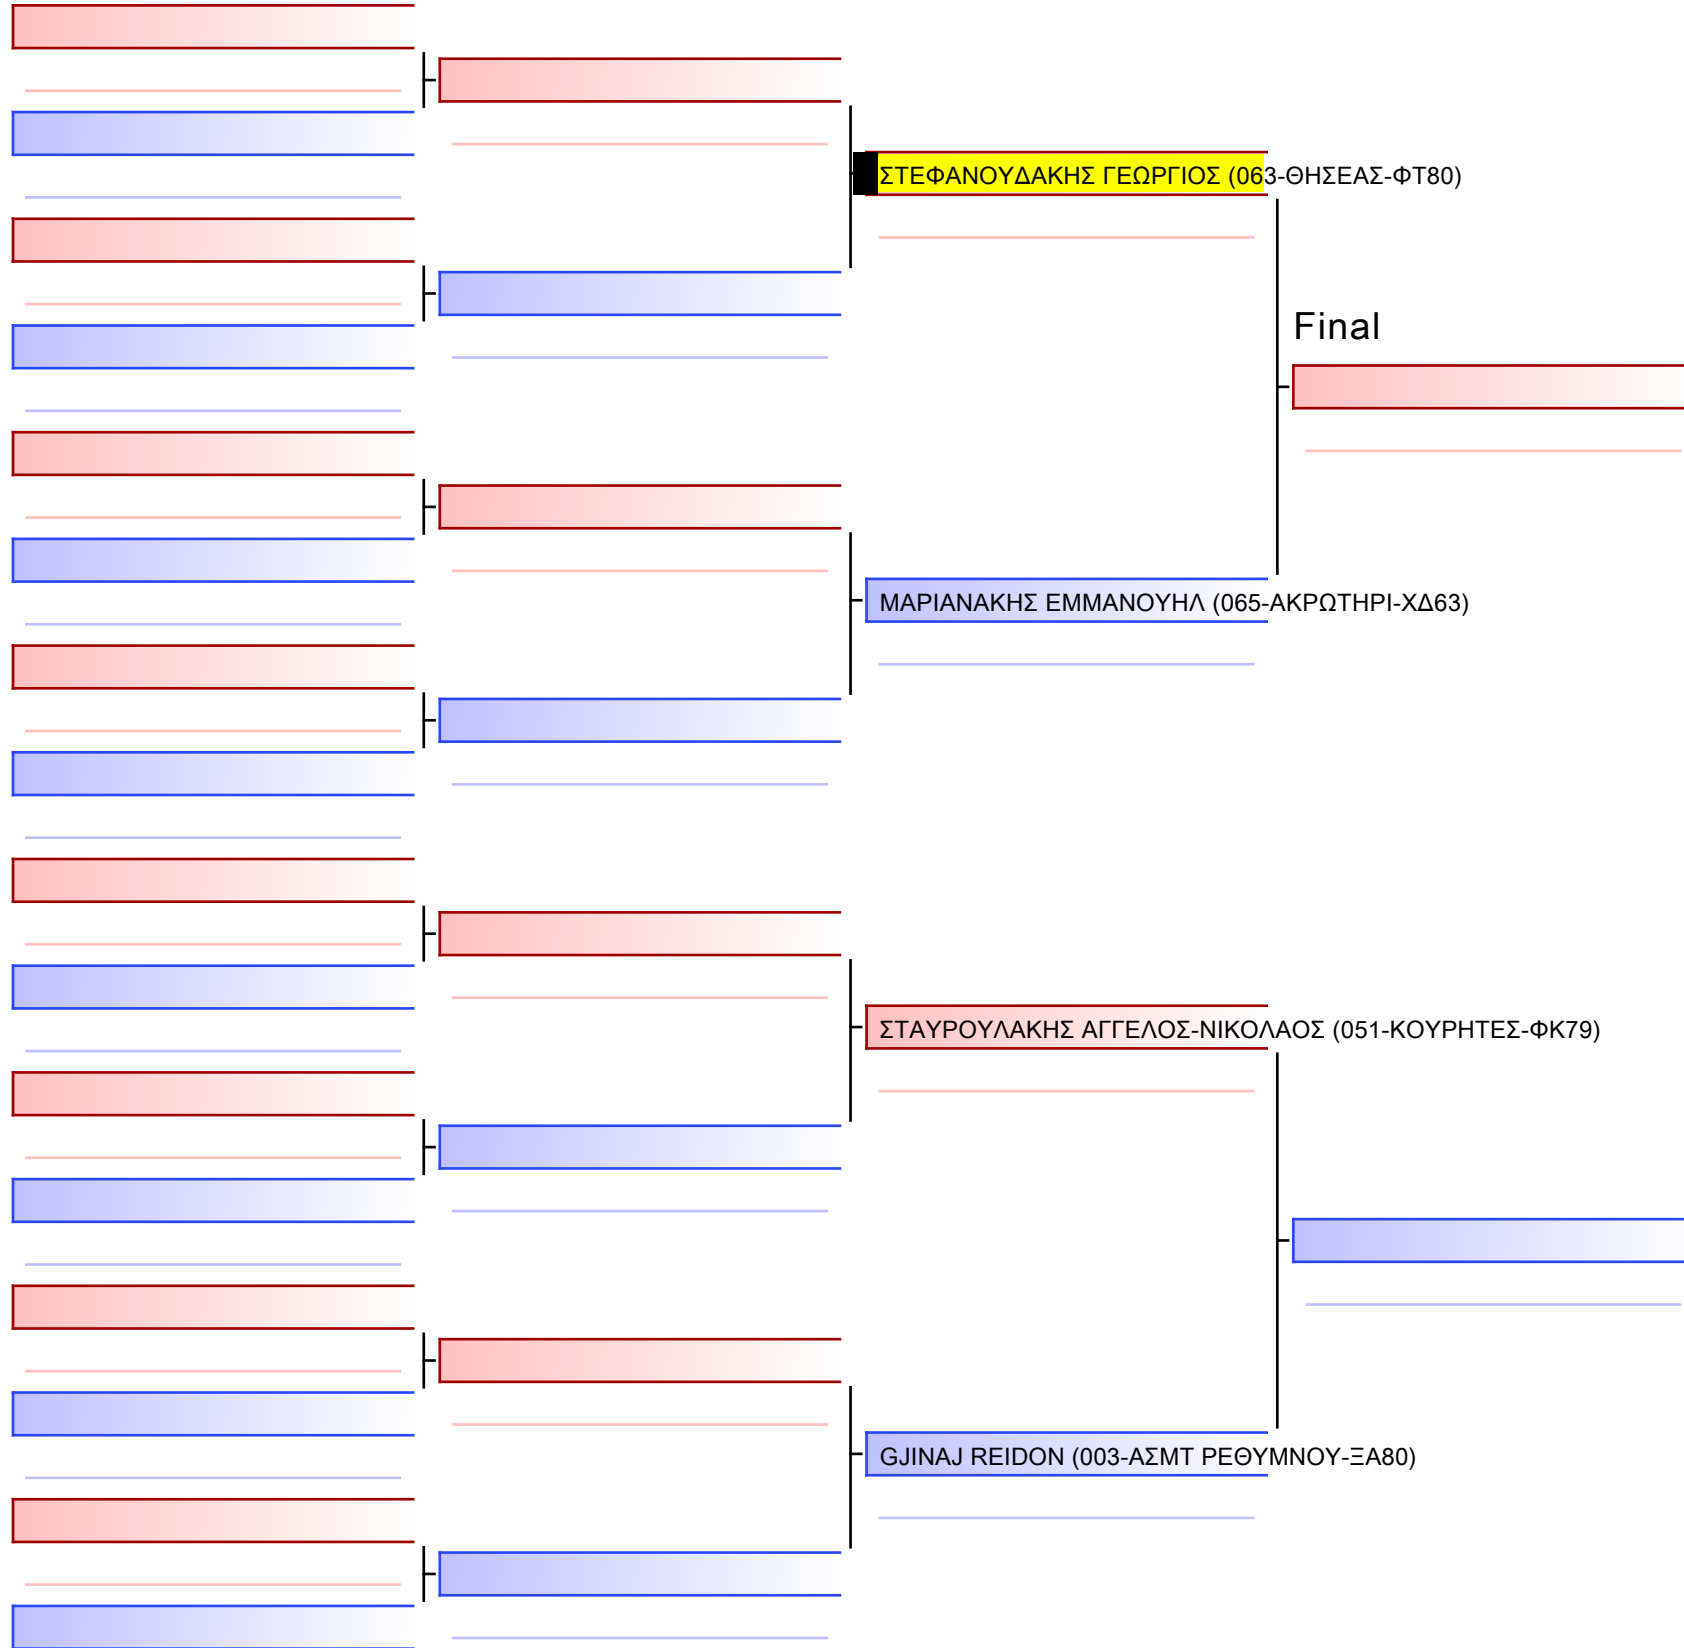 ΣΤΕΦΑΝΟΥΔΑΚΗΣ ΓΕΩΡΓΙΟΣ (063-ΘΗΣΕΑΣ-ΦΤ80)
Final
ΜΑΡΙΑΝΑΚΗΣ ΕΜΜΑΝΟΥΗΛ (065-ΑΚΡΩΤΗΡΙ-ΧΔ63)
ΣΤΑΥΡΟΥΛΑΚΗΣ ΑΓΓΕΛΟΣ-ΝΙΚΟΛΑΟΣ (051-ΚΟΥΡΗΤΕΣ-ΦΚ79)
GJINAJ REIDON (003-ΑΣΜΤ ΡΕΘΥΜΝΟΥ-ΞΑ80)